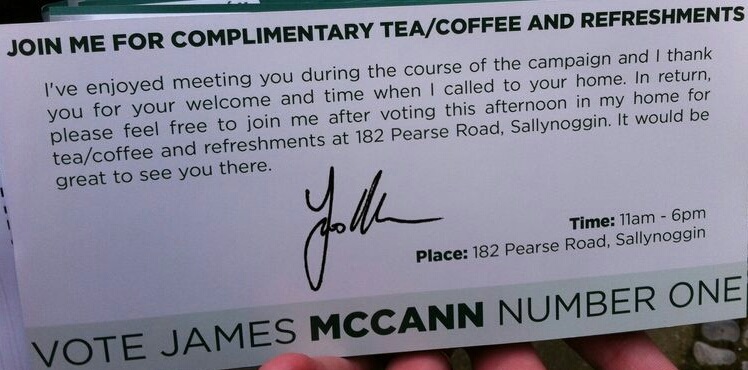 JOIN ME FOR COMPLIMENTARY TEA/COFFEE AND REFRESHMENTS
I've enjoyed meeting you during the course of the campaign and I thank
you for your welcome and time when I called to your home. In return,
please feel free to join me after voting this afternoon in my home for
tea/coffee and refreshments at 182 Pearse Road, Sallynoggin. It would be
great to see you there.
Time: 11am - 6pm
Place: 182 Pearse Road, Sallynoggin
VOTE JAMES MCCANN NUMBER ONE